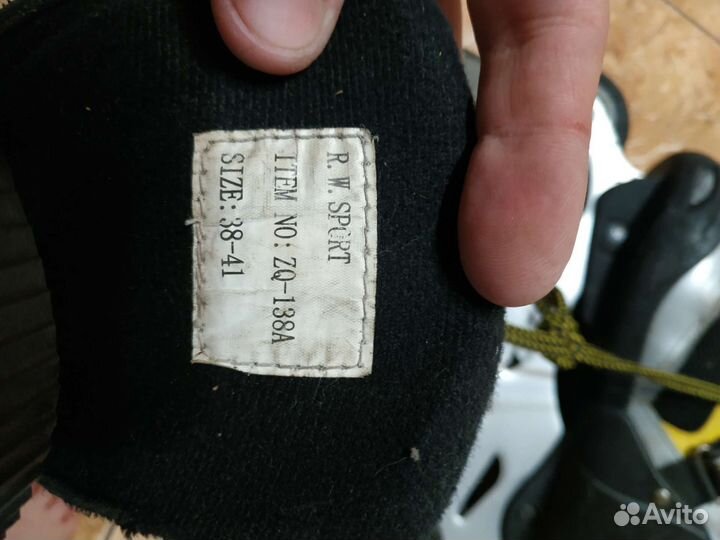 R.W.SPORT
ITEM NO: ZQ-138A
SIZE: 38-41
Avito